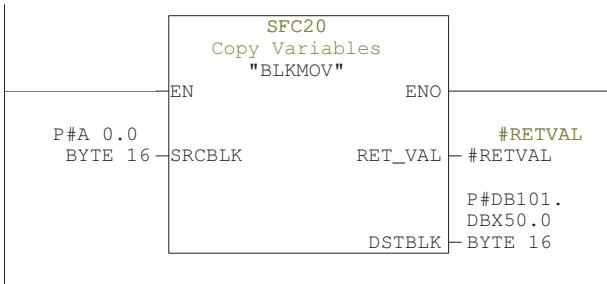 SFC20
Copy Variables
"BLKMOV"
EN
ENO
P#A 0.0
BYTE 16
SRCBLK
#RETVAL
RET_VAL
#RETVAL
P#DB101.
DBX50.0
DSTBLK
BYTE 16